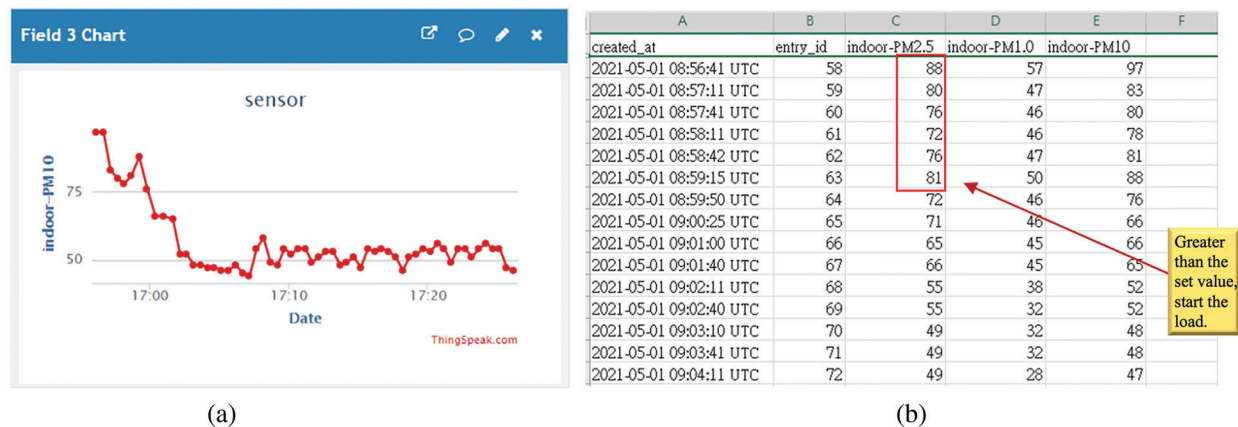 Field 3 Chart
sensor
indoor-PM10
75
50
17:00 17:10 17:20
Date
ThingSpeak.com
(a)
A B C D E F
created_at entry_id indoor-PM2.5 indoor-PM1.0 indoor-PM10
2021-05-01 08:56:41 UTC 58 88 57 97
2021-05-01 08:57:11 UTC 59 80 47 83
2021-05-01 08:57:41 UTC 60 76 46 80
2021-05-01 08:58:11 UTC 61 72 46 78
2021-05-01 08:58:42 UTC 62 76 47 81
2021-05-01 08:59:15 UTC 63 81 50 88
2021-05-01 08:59:50 UTC 64 72 46 76
2021-05-01 09:00:25 UTC 65 71 46 66
2021-05-01 09:01:00 UTC 66 65 45 66
2021-05-01 09:01:40 UTC 67 66 45 65
2021-05-01 09:02:11 UTC 68 55 38 52
2021-05-01 09:02:40 UTC 69 55 32 52
2021-05-01 09:03:10 UTC 70 49 32 48
2021-05-01 09:03:41 UTC 71 49 32 48
2021-05-01 09:04:11 UTC 72 49 28 47
Greater
than the
set value,
start the
load.
(b)